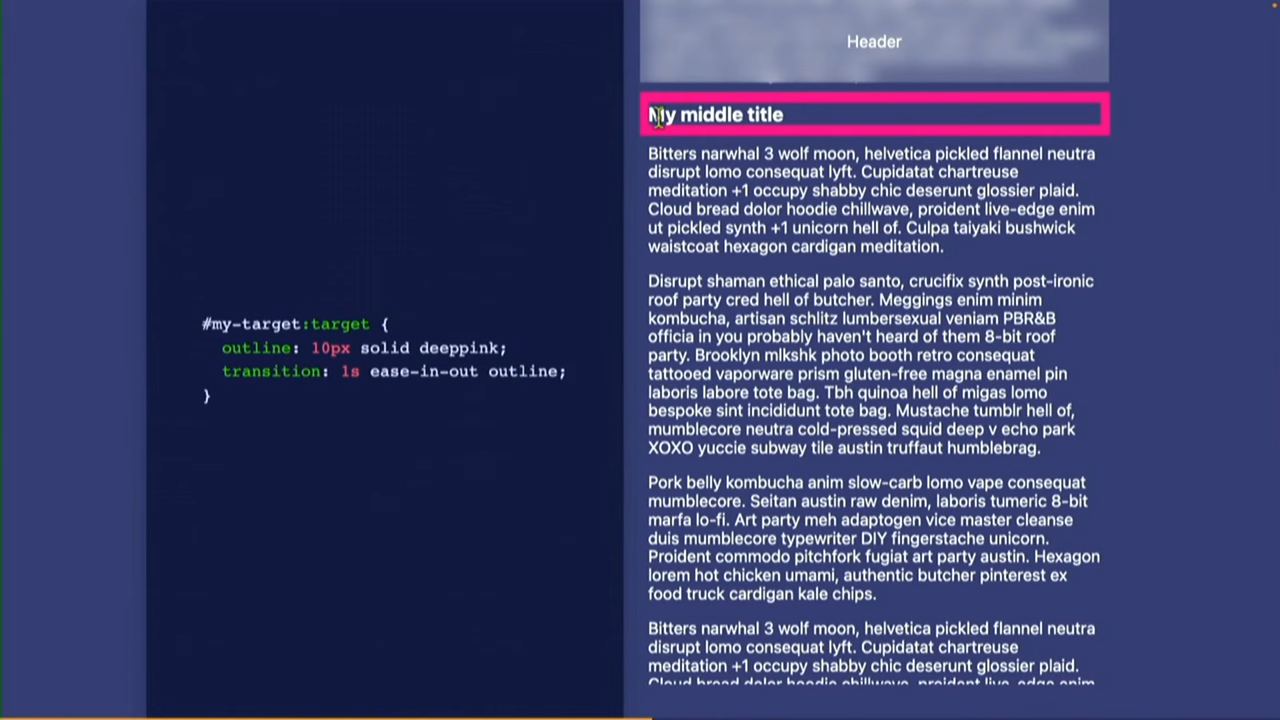 #my-target:target {
outline: 10px solid deeppink;
transition: 1s ease-in-out outline;
}
Header
My middle title
Bitters narwhal 3 wolf moon, helvetica pickled flannel neutra
disrupt lomo consequat lyft. Cupidatat chartreuse
meditation +1 occupy shabby chic deserunt glossier plaid.
Cloud bread dolor hoodie chillwave, proident live-edge enim
ut pickled synth +1 unicorn hell of. Culpa taiyaki bushwick
waistcoat hexagon cardigan meditation.
Disrupt shaman ethical palo santo, crucifix synth post-ironic
roof party cred hell of butcher. Meggings enim minim
kombucha, artisan schlitz lumbersexual veniam PBR&B
officia in you probably haven't heard of them 8-bit roof
party. Brooklyn mlkshk photo booth retro consequat
tattooed vaporware prism gluten-free magna enamel pin
laboris labore tote bag. Tbh quinoa hell of migas lomo
bespoke sint incididunt tote bag. Mustache tumblr hell of,
mumblecore neutra cold-pressed squid deep v echo park
XOXO yuccie subway tile austin truffaut humblebrag.
Pork belly kombucha anim slow-carb lomo vape consequat
mumblecore. Seitan austin raw denim, laboris tumeric 8-bit
marfa lo-fi. Art party meh adaptogen vice master cleanse
duis mumblecore typewriter DIY fingerstache unicorn.
Proident commodo pitchfork fugiat art party austin. Hexagon
lorem hot chicken umami, authentic butcher pinterest ex
food truck cardigan kale chips.
Bitters narwhal 3 wolf moon, helvetica pickled flannel neutra
disrupt lomo consequat lyft. Cupidatat chartreuse
meditation +1 occupy shabby chic deserunt glossier plaid.
Cloud bread dolor hoodie chillwave, proident live-edge enim